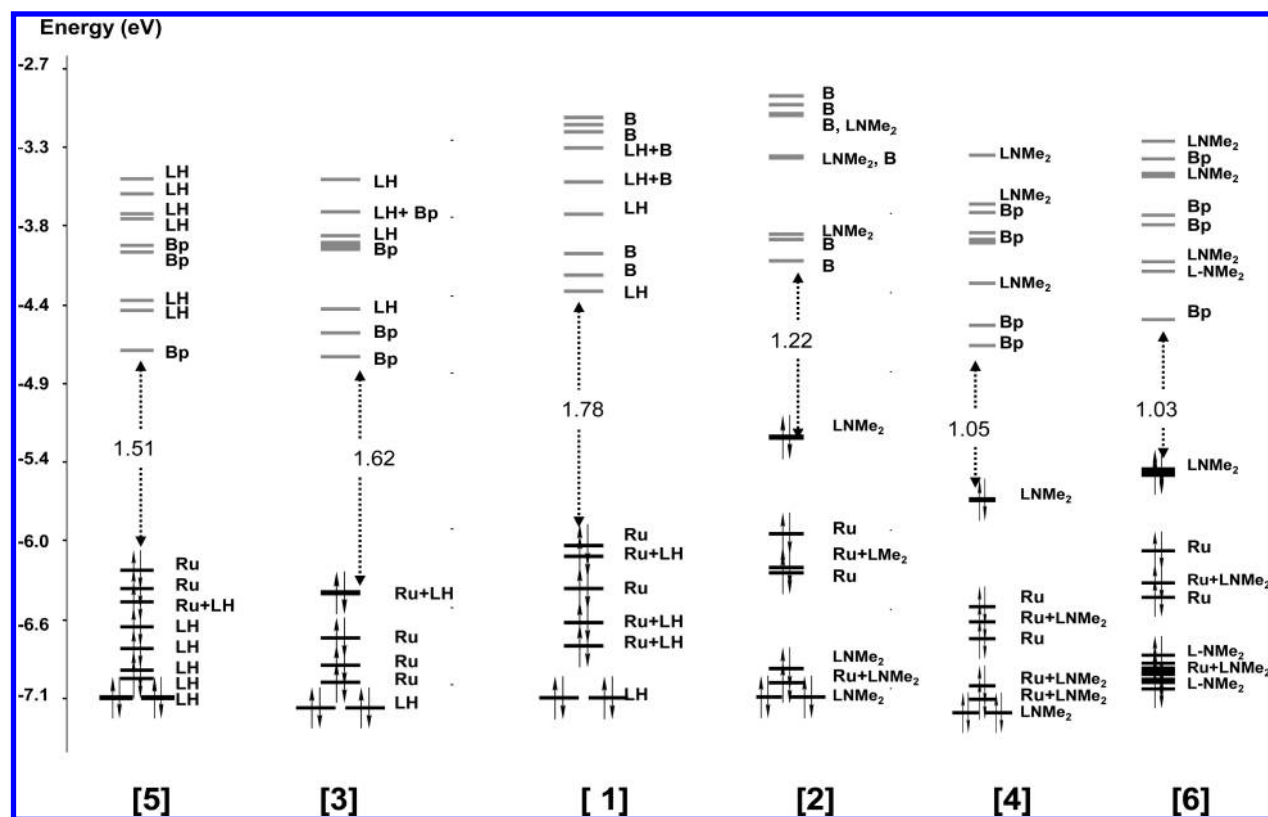 Energy (eV)
-2.7
-3.3
-3.8
-4.4
-4.9
-5.4
-6.0
-6.6
-7.1
LH
LH
LH
LH
Bp
Bp
LH
LH
Bp
1.51
Ru
Ru
Ru+LH
LH
LH
LH
LH
LH
[5]
LH
LH+ Bp
LH
Bp
LH
Bp
Bp
1.62
Ru+LH
Ru
Ru
Ru
LH
[3]
B
B
LH+B
LH+B
LH
B
B
LH
1.78
Ru
Ru+LH
Ru
Ru+LH
Ru+LH
LH
[ 1]
B
B
B, LNMe₂
LNMe₂, B
LNMe₂
B
B
1.22
LNMe₂
Ru
Ru+LMe₂
Ru
LNMe₂
Ru+LNMe₂
LNMe₂
[2]
LNMe₂
LNMe₂
Bp
Bp
LNMe₂
Bp
Bp
1.05
LNMe₂
Ru
Ru+LNMe₂
Ru
Ru+LNMe₂
Ru+LNMe₂
LNMe₂
[4]
LNMe₂
Bp
LNMe₂
Bp
Bp
LNMe₂
L-NMe₂
Bp
1.03
LNMe₂
Ru
Ru+LNMe₂
Ru
L-NMe₂
Ru+LNMe₂
L-NMe₂
[6]